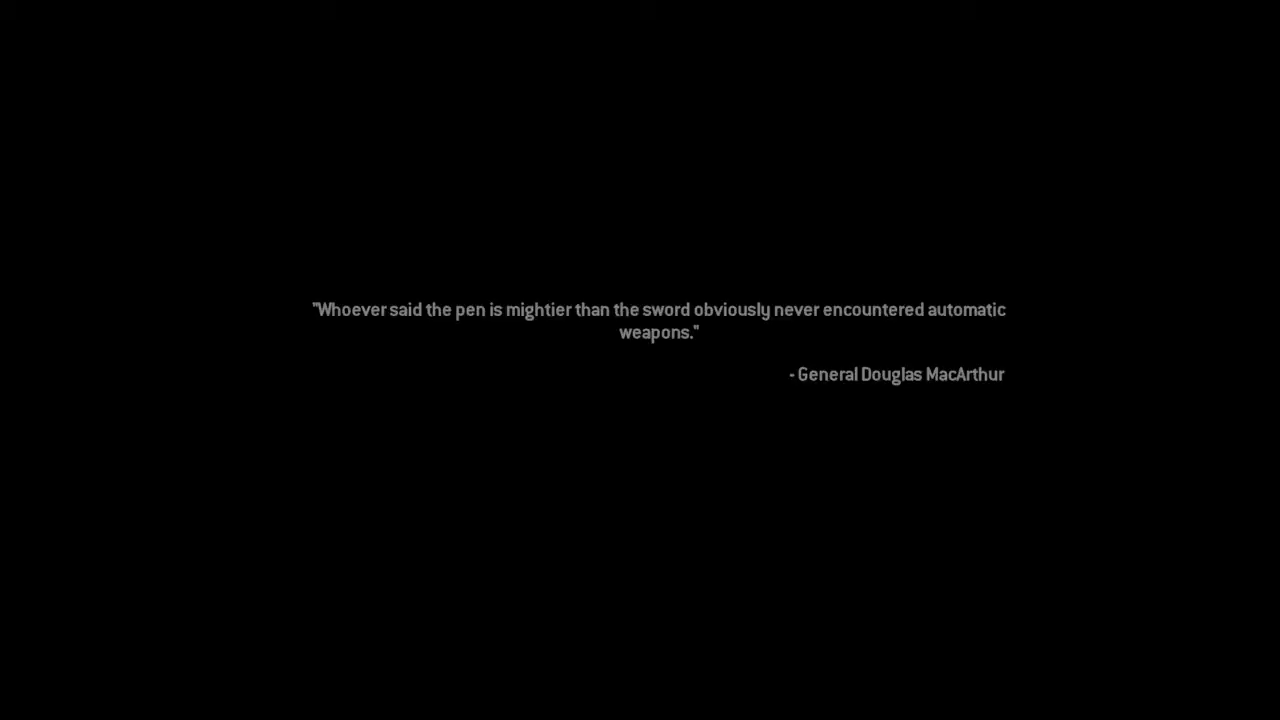 "Whoever said the pen is mightier than the sword obviously never encountered automatic
weapons."
- General Douglas MacArthur